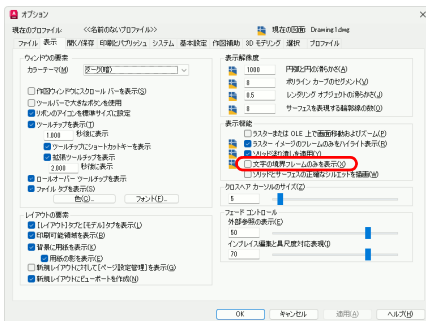 オプション
現在のプロファイル <<名前のないプロファイル>> 現在の図面 Drawing1.dwg
ファイル 表示 開く/保存 印刷とパブリッシュ システム 基本設定 作図補助 3D モデリング 選択 プロファイル
ウィンドウの要素
カラーテーマ(M) ダーク(暗)
作図ウィンドウにスクロール バーを表示(S)
ツールバーで大きなボタンを使用
リボンのアイコンを標準サイズに設定
ツールチップを表示(T)
1.000 秒後に表示
ツールチップにショートカットキーを表示
拡張ツールチップを表示
2.000 秒後に表示
ロールオーバー ツールチップを表示
ファイル タブを表示(S)
色(C)... フォント(F)...
レイアウトの要素
[レイアウト]タブと[モデル]タブを表示(L)
印刷可能領域を表示(B)
背景に用紙を表示(K)
用紙の影を表示(E)
新規レイアウトに対して[ページ設定管理]を表示(G)
新規レイアウトにビューポートを作成(N)
表示解像度
1000 円弧と円の滑らかさ(A)
8 ポリライン カーブのセグメント(V)
0.5 レンダリング オブジェクトの滑らかさ(J)
8 サーフェスを表現する輪郭線の数(O)
表示機能
ラスターまたは OLE 上で画面移動およびズーム(P)
ラスター イメージのフレームのみをハイライト表示(R)
ソリッド塗り潰しを適用(Y)
文字の境界フレームのみを表示(X)
ソリッドとサーフェスの正確なシルエットを描画(W)
クロスヘア カーソルのサイズ(Z)
5
フェード コントロール
外部参照の表示(E)
50
インプレイス編集と尺度対応表現(I)
70
OK キャンセル 適用(A) ヘルプ(H)